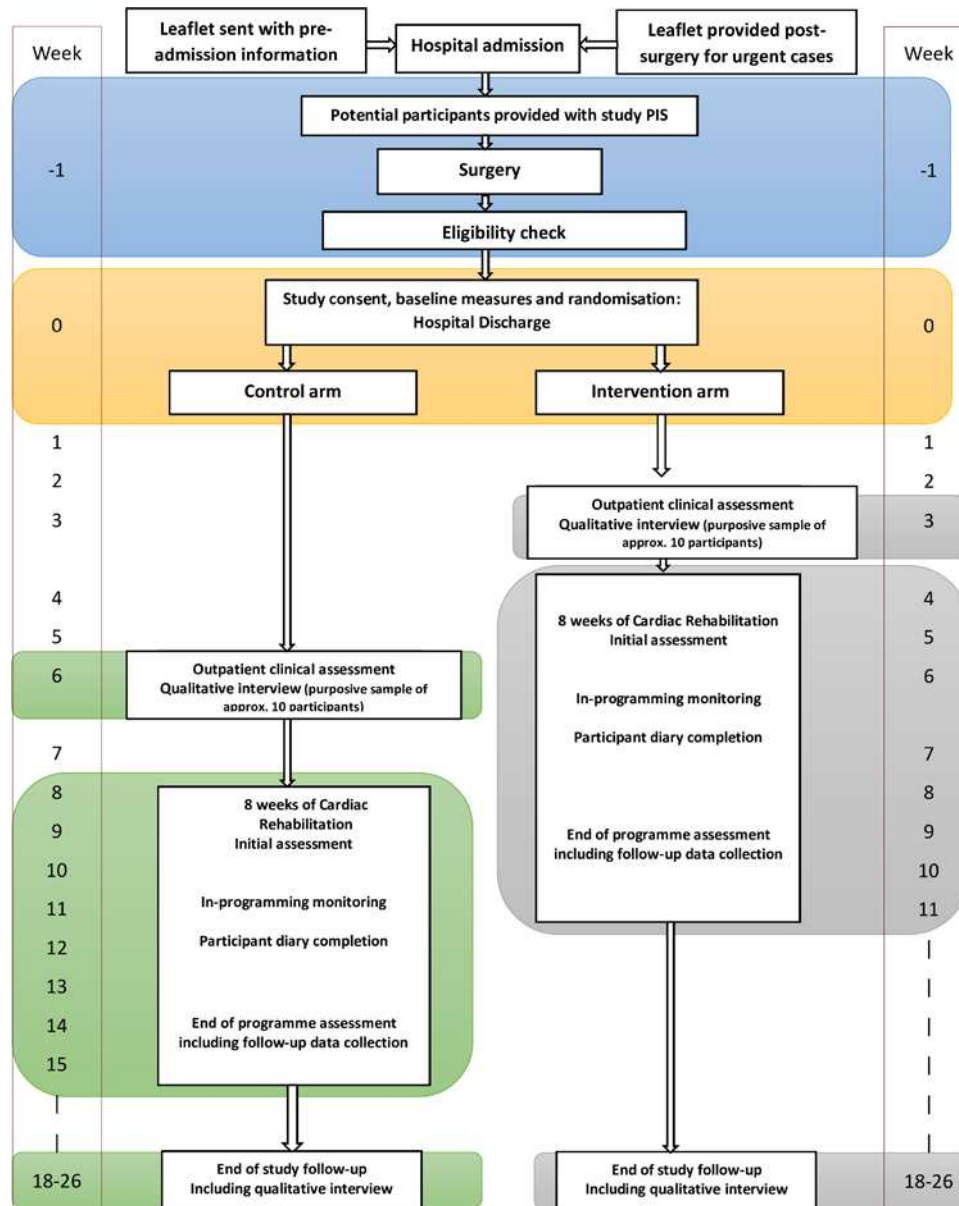 Week
Leaflet sent with pre-
admission information
Hospital admission
Leaflet provided post-
surgery for urgent cases
Week
Potential participants provided with study PIS
-1
Surgery
-1
Eligibility check
Study consent, baseline measures and randomisation:
Hospital Discharge
0
0
Control arm
Intervention arm
1
1
2
2
Outpatient clinical assessment
Qualitative interview (purposive sample of
approx. 10 participants)
3
3
4
4
8 weeks of Cardiac Rehabilitation
Initial assessment
5
5
Outpatient clinical assessment
Qualitative interview (purposive sample of
approx. 10 participants)
6
6
In-programming monitoring
Participant diary completion
7
7
8
8
8 weeks of Cardiac
Rehabilitation
Initial assessment
9
9
End of programme assessment
including follow-up data collection
10
10
11
11
In-programming monitoring
Participant diary completion
12
13
14
End of programme assessment
including follow-up data collection
15
18-26
End of study follow-up
Including qualitative interview
End of study follow-up
Including qualitative interview
18-26